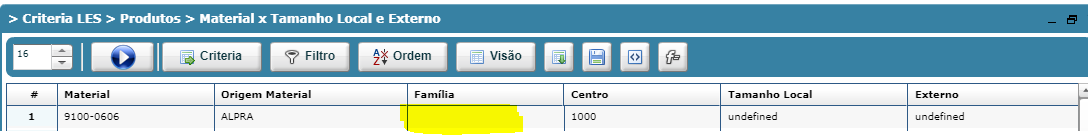 > Criteria LES > Produtos > Material x Tamanho Local e Externo
16 Criteria Filtro Ordem Visão
# Material Origem Material Família Centro Tamanho Local Externo
1 9100-0606 ALPRA 1000 undefined undefined